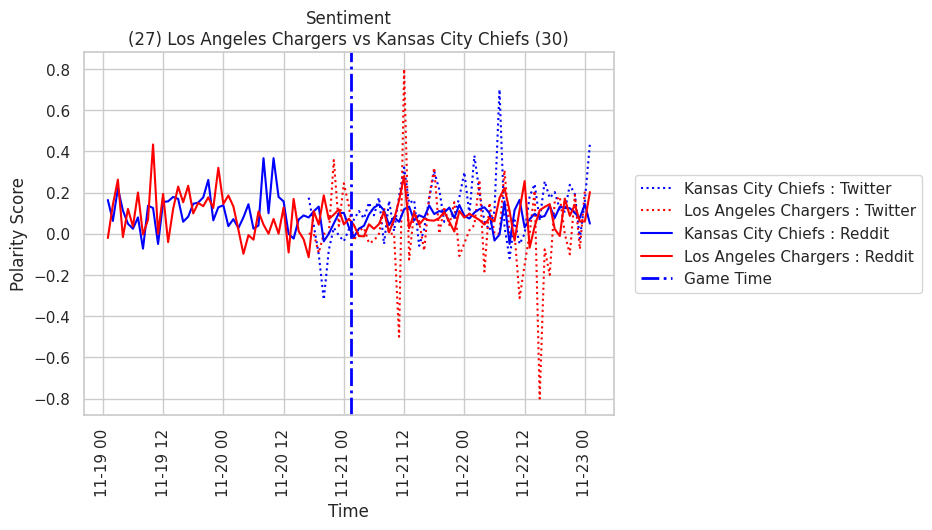 Sentiment
(27) Los Angeles Chargers vs Kansas City Chiefs (30)
Polarity Score
0.8
0.6
0.4
0.2
0.0
−0.2
−0.4
−0.6
−0.8
11-19 00
11-19 12
11-20 00
11-20 12
11-21 00
11-21 12
11-22 00
11-22 12
11-23 00
Time
Kansas City Chiefs : Twitter
Los Angeles Chargers : Twitter
Kansas City Chiefs : Reddit
Los Angeles Chargers : Reddit
Game Time